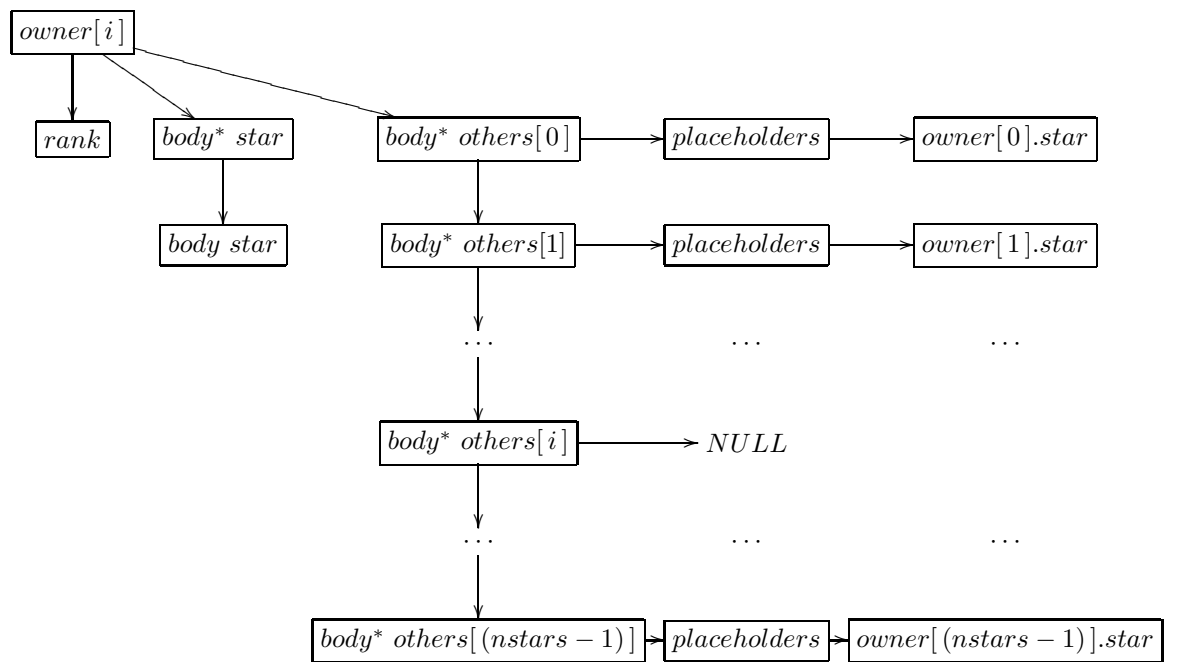 owner[i]
rank body* star body* others[0] placeholders owner[0].star
body star body* others[1] placeholders owner[1].star
... ... ...
body* others[i] NULL
... ... ...
body* others[(nstars − 1)] placeholders owner[(nstars − 1)].star